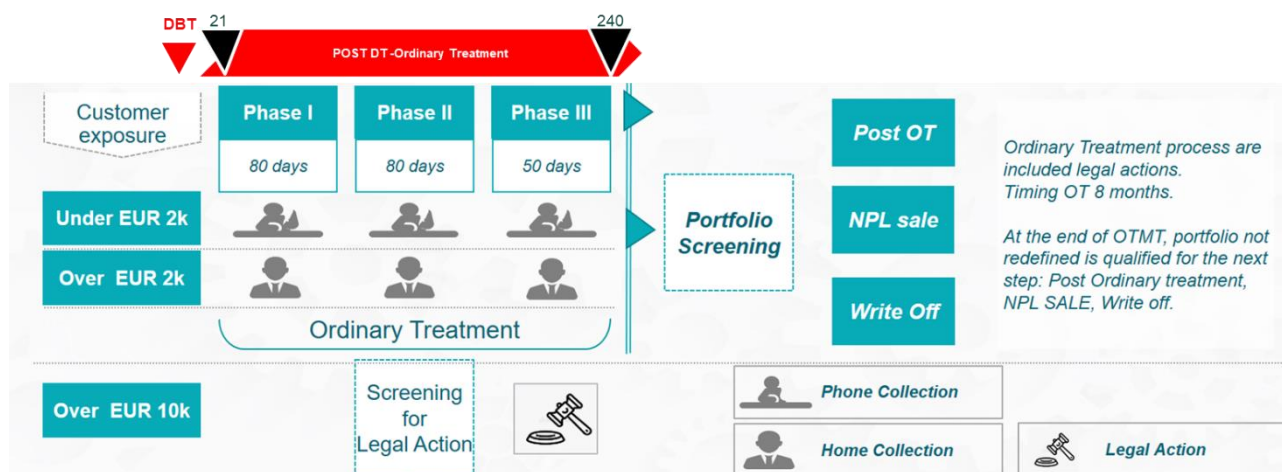 DBT
21
240
POST DT-Ordinary Treatment
Customer
exposure
Phase I
Phase II
Phase III
80 days
80 days
50 days
Under EUR 2k
Over EUR 2k
Ordinary Treatment
Portfolio
Screening
Post OT
NPL sale
Write Off
Ordinary Treatment process are
included legal actions.
Timing OT 8 months.
At the end of OTMT, portfolio not
redefined is qualified for the next
step: Post Ordinary treatment,
NPL SALE, Write off.
Over EUR 10k
Screening
for
Legal Action
Phone Collection
Home Collection
Legal Action